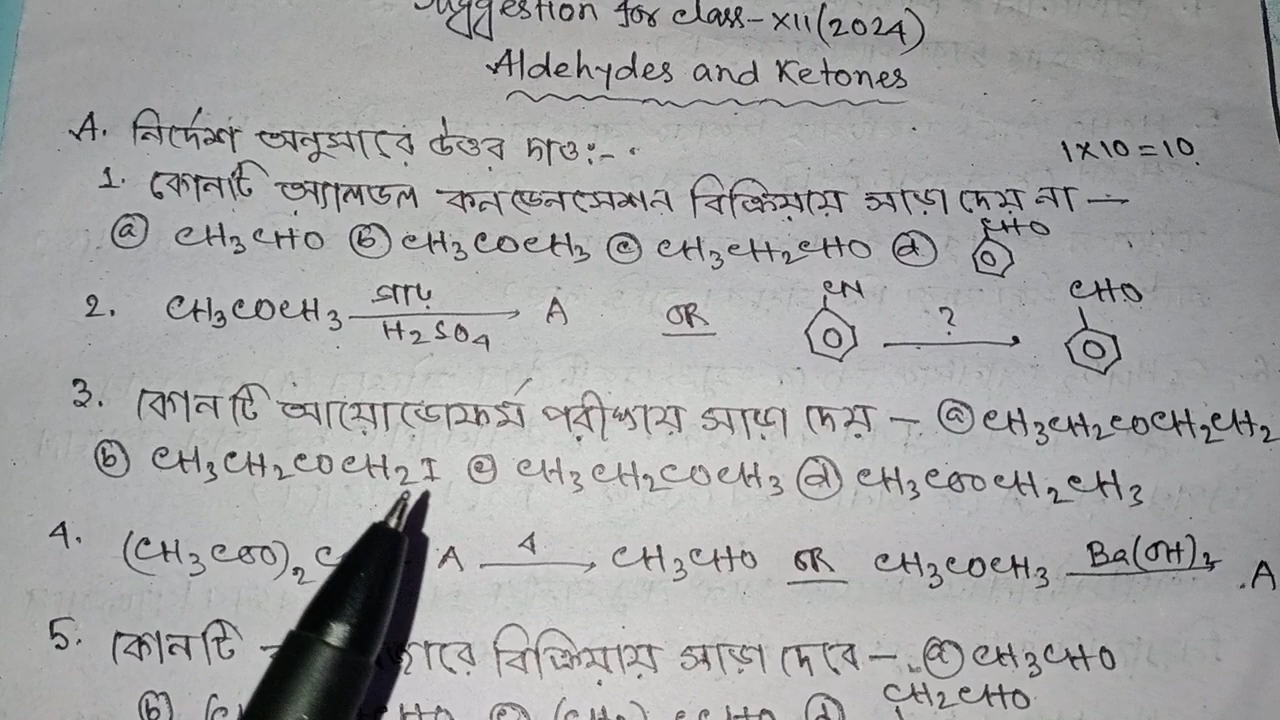 Suggestion for class-XII (2024)
Aldehydes and Ketones
A. নির্দেশ অনুসারে উত্তর দাও:-
1×10=10
1. কোনটি অ্যালডল কনডেনসেশন বিক্রিয়ায় সাড়া দেয় না —
ⓐ CH3CHO ⓑ CH3COCH3 ⓒ CH3CH2CHO ⓓ CHO
2. CH3COCH3 গাঢ় H2SO4 → A OR CN ? → CHO
3. কোনটি আয়োডোফর্ম পরীক্ষায় সাড়া দেয় – ⓐ CH3CH2COCH2CH2
ⓑ CH3CH2COCH2I ⓒ CH3CH2COCH3 ⓓ CH3COOCH2CH3
4. (CH3COO)2 A Δ → CH3CHO OR CH3COCH3 Ba(OH)2 → A
5. কোনটি বিক্রিয়ায় সাড়া দেবে – ⓐ CH3CHO
ⓑ ⓒ ⓓ CH2CHO